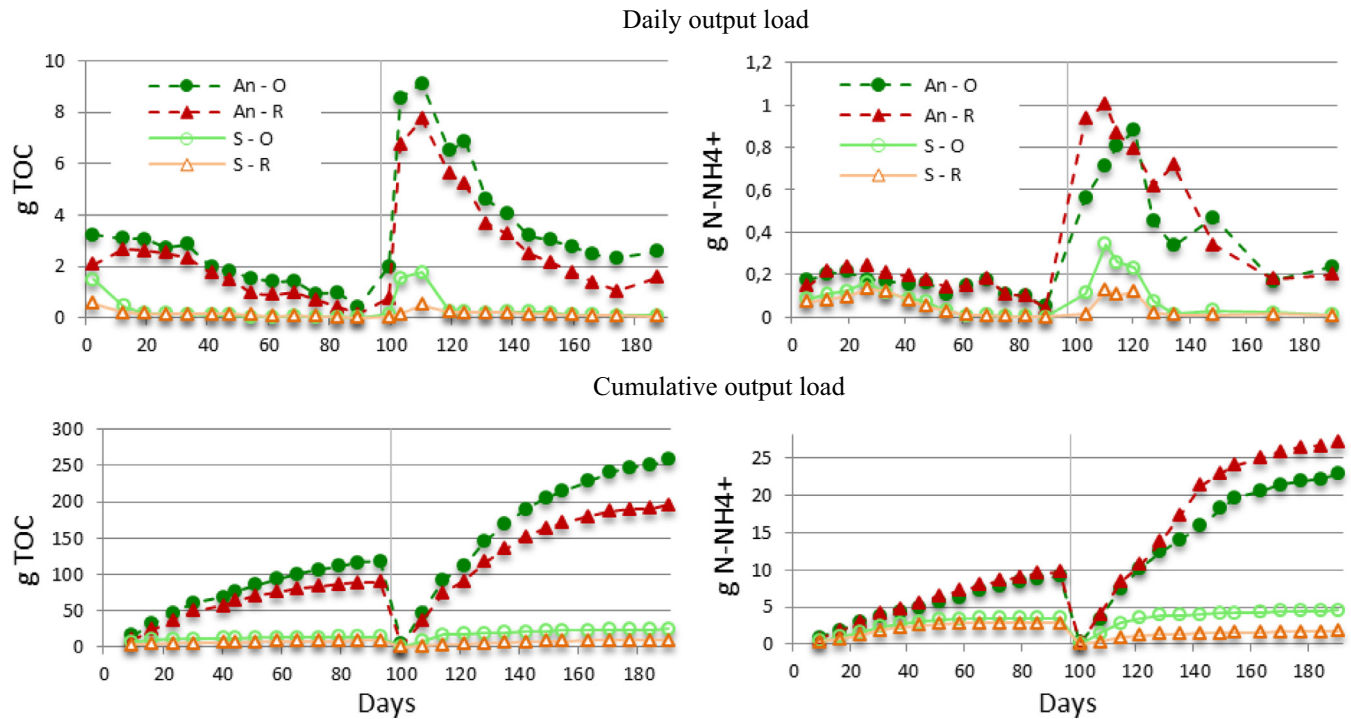 Daily output load
g TOC
10
8
6
4
2
0
An - O
An - R
S - O
S - R
0 20 40 60 80 100 120 140 160 180
g N-NH4+
1,2
1
0,8
0,6
0,4
0,2
0
An - O
An - R
S - O
S - R
0 20 40 60 80 100 120 140 160 180
Cumulative output load
g TOC
300
250
200
150
100
50
0
0 20 40 60 80 100 120 140 160 180
Days
g N-NH4+
25
20
15
10
5
0
0 20 40 60 80 100 120 140 160 180
Days